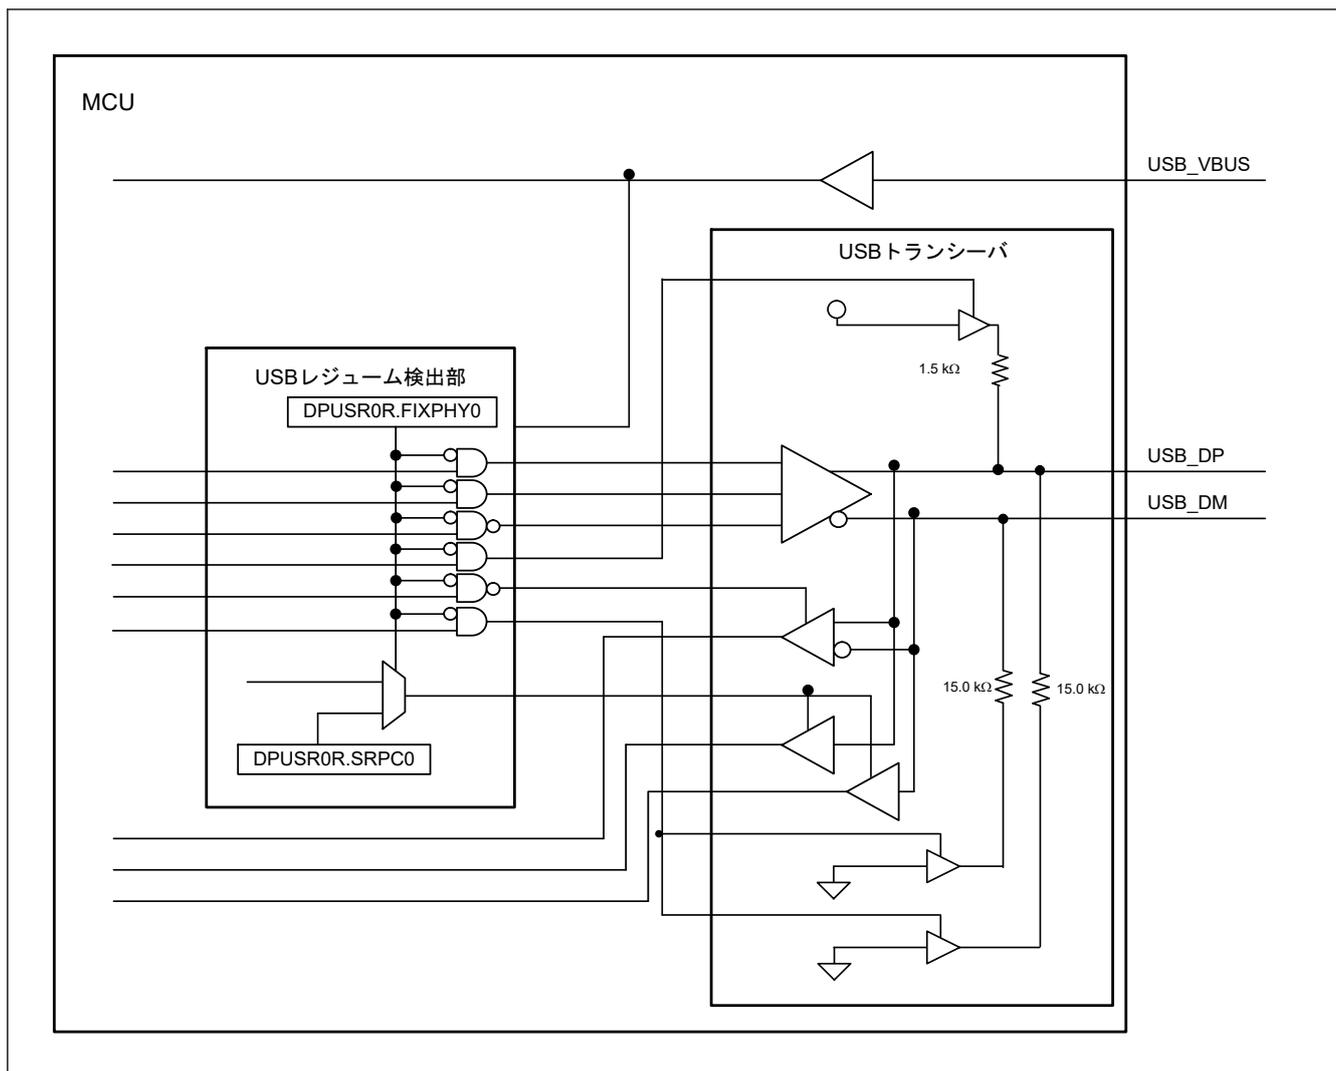 MCU
USB_VBUS
USBトランシーバ
1.5 kΩ
USBレジューム検出部
DPUSR0R.FIXPHY0
USB_DP
USB_DM
15.0 kΩ
15.0 kΩ
DPUSR0R.SRPC0